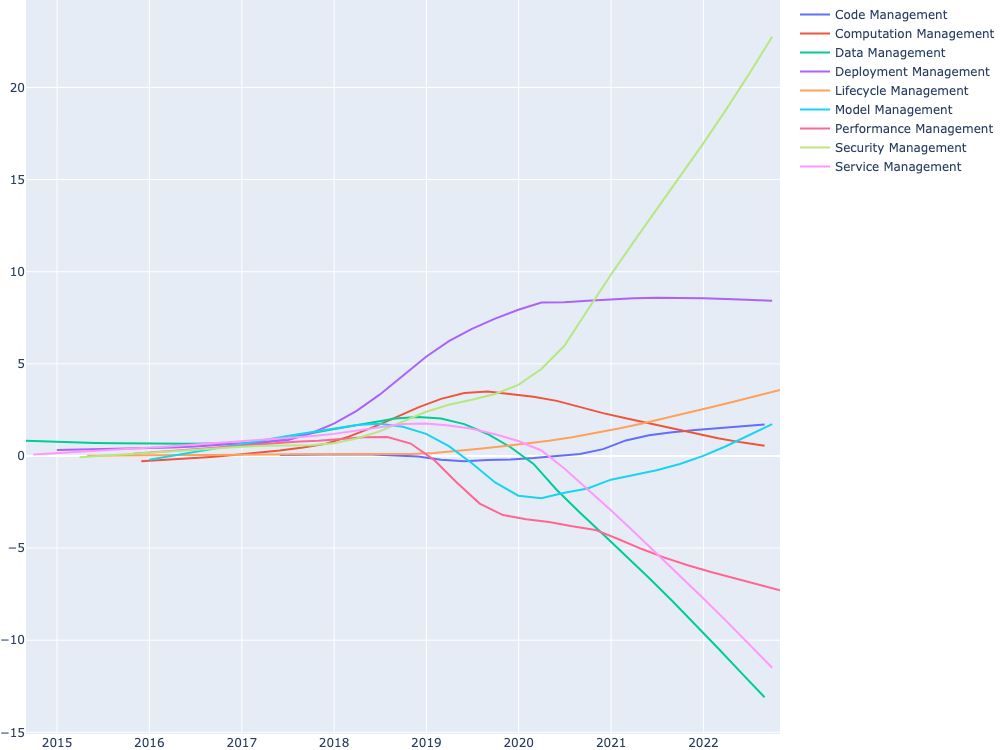 Code Management
Computation Management
Data Management
Deployment Management
Lifecycle Management
Model Management
Performance Management
Security Management
Service Management
20
15
10
5
0
−5
−10
−15
2015 2016 2017 2018 2019 2020 2021 2022